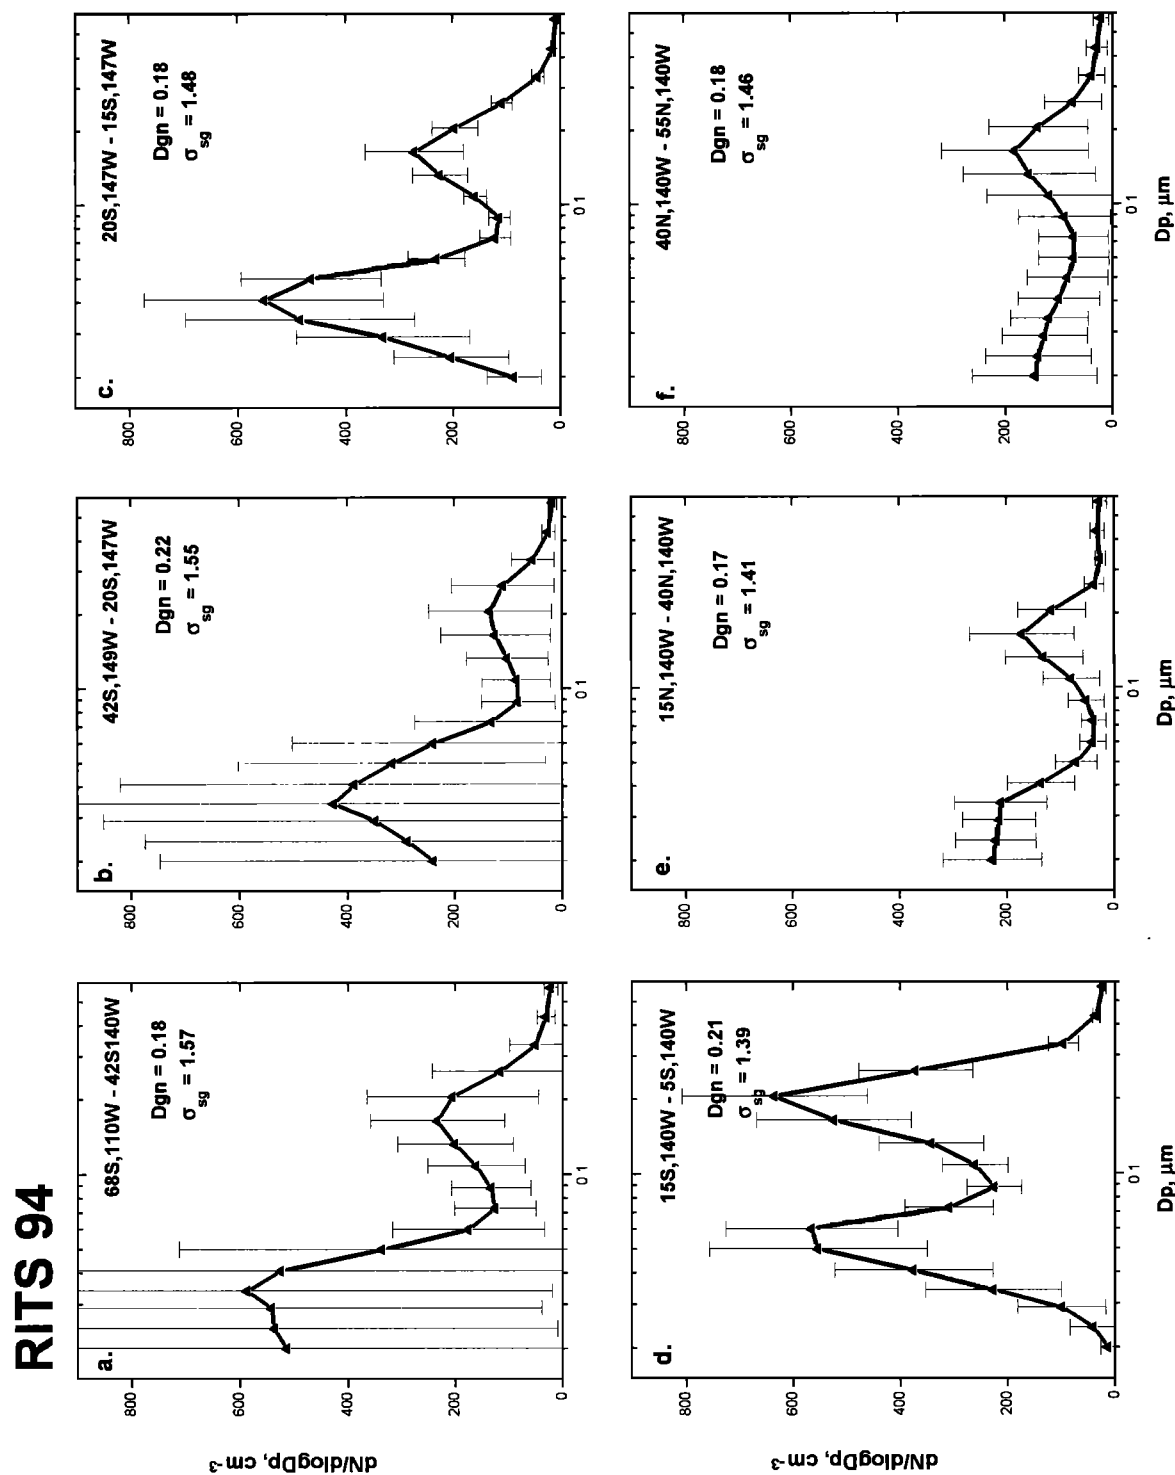 RITS 94
a.
68S,110W - 42S140W
Dgn = 0.18
σsg = 1.57
800
600
400
200
0
0 1
dN/dlogDp, cm-3
b.
42S,149W - 20S,147W
Dgn = 0.22
σsg = 1.55
800
600
400
200
0
0 1
c.
20S,147W - 15S,147W
Dgn = 0.18
σsg = 1.48
800
600
400
200
0
0 1
d.
15S,140W - 5S,140W
Dgn = 0.21
σsg = 1.39
800
600
400
200
0
0.1
dN/dlogDp, cm-3
Dp, μm
e.
15N,140W - 40N,140W
Dgn = 0.17
σsg = 1.41
800
600
400
200
0
0 1
Dp, μm
f.
40N,140W - 55N,140W
Dgn = 0.18
σsg = 1.46
800
600
400
200
0
0 1
Dp, μm